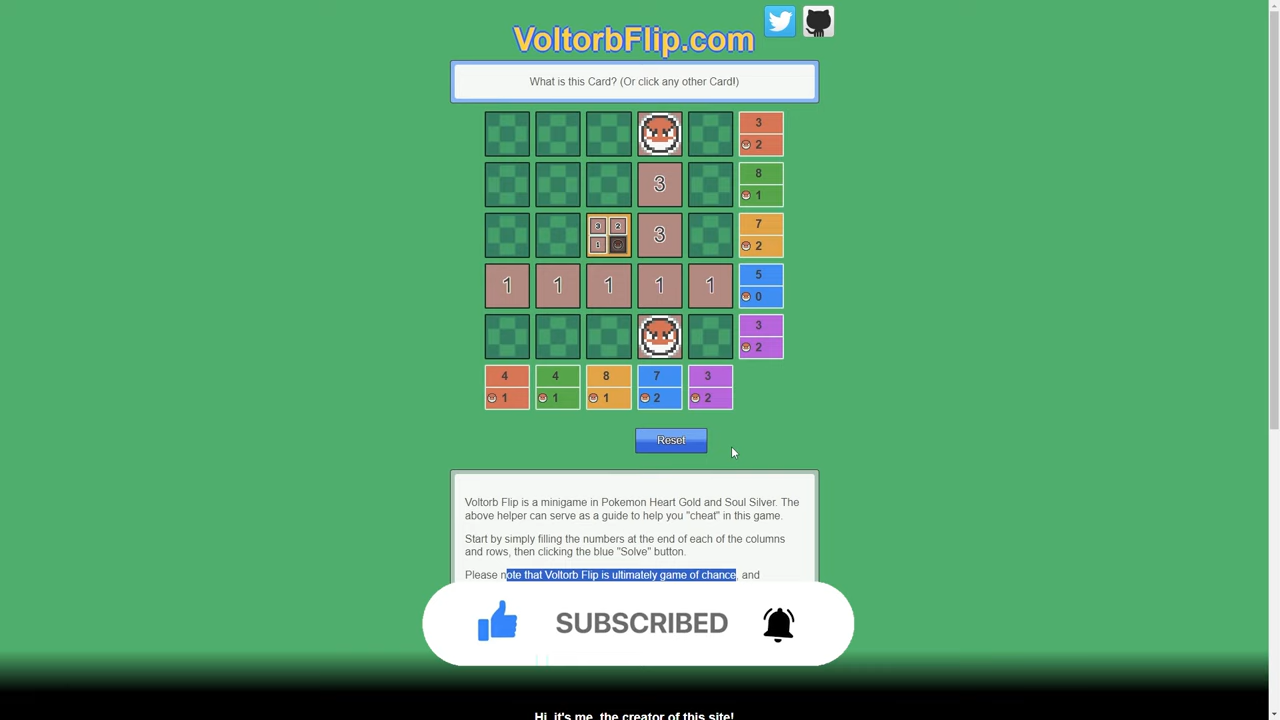 VoltorbFlip.com
What is this Card? (Or click any other Card!)
3
2
3
8
1
3 2
1
3
7
2
1 1 1 1 1
5
0
3
2
4 4 8 7 3
1 1 1 2 2
Reset
Voltorb Flip is a minigame in Pokemon Heart Gold and Soul Silver. The
above helper can serve as a guide to help you "cheat" in this game.
Start by simply filling the numbers at the end of each of the columns
and rows, then clicking the blue "Solve" button.
Please note that Voltorb Flip is ultimately game of chance, and
SUBSCRIBED
Hi, it's me, the creator of this site!